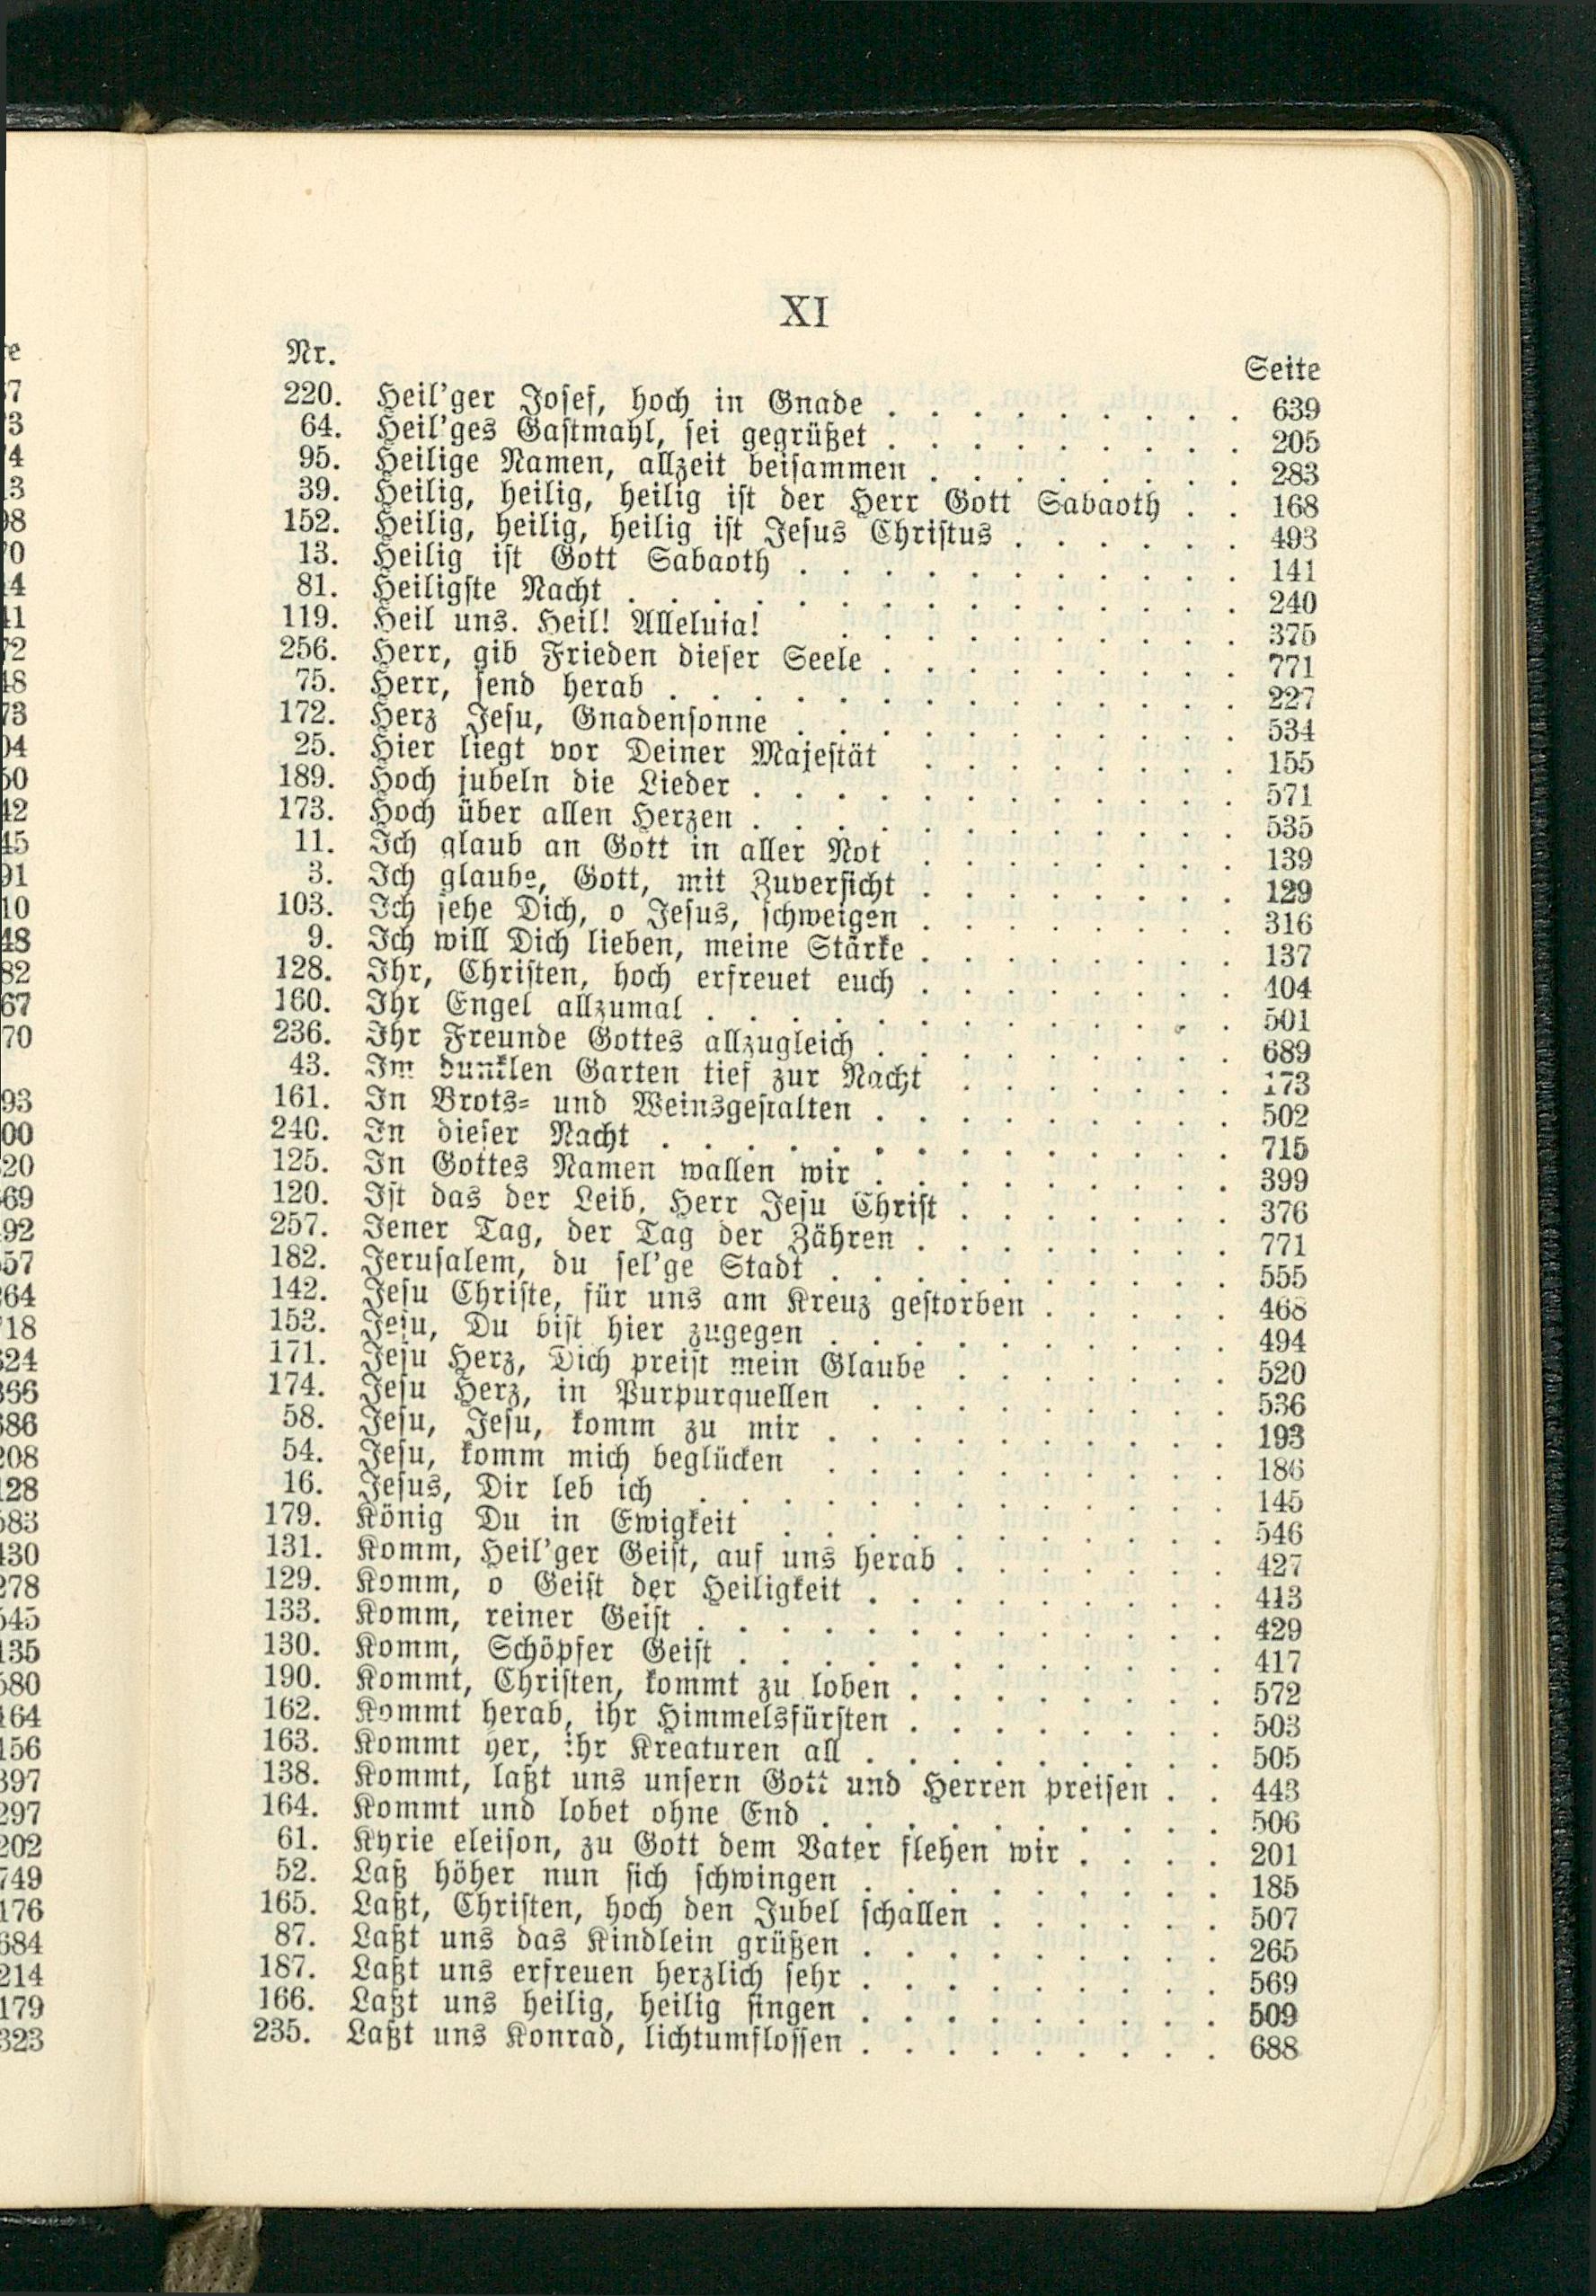 XI
Nr. Seite
220. Heil'ger Josef, hoch in Gnade . . . . . . . . . 639
64. Heil'ges Gastmahl, sei gegrüßet . . . . . . . . . 205
95. Heilige Namen, allzeit beisammen . . . . . . . . 283
39. Heilig, heilig, heilig ist der Herr Gott Sabaoth . . 168
152. Heilig, heilig, heilig ist Jesus Christus . . . . . . 493
13. Heilig ist Gott Sabaoth . . . . . . . . . . . 141
81. Heiligste Nacht . . . . . . . . . . . . . . . 240
119. Heil uns. Heil! Alleluia! . . . . . . . . . . 375
256. Herr, gib Frieden dieser Seele . . . . . . . . . 771
75. Herr, send herab . . . . . . . . . . . . . . 227
172. Herz Jesu, Gnadensonne . . . . . . . . . . . 534
25. Hier liegt vor Deiner Majestät . . . . . . . . 155
189. Hoch jubeln die Lieder . . . . . . . . . . . . 571
173. Hoch über allen Herzen . . . . . . . . . . . . 535
11. Ich glaub an Gott in aller Not . . . . . . . . 139
3. Ich glaube, Gott, mit Zuversicht . . . . . . . . 129
103. Ich sehe Dich, o Jesus, schweigen . . . . . . . . 316
9. Ich will Dich lieben, meine Stärke . . . . . . . . 137
128. Ihr, Christen, hoch erfreuet euch . . . . . . . . 404
160. Ihr Engel allzumal . . . . . . . . . . . . . 501
236. Ihr Freunde Gottes allzugleich . . . . . . . . . 689
43. Im dunklen Garten tief zur Nacht . . . . . . . 173
161. In Brots- und Weinsgestalten . . . . . . . . . 502
240. In dieser Nacht . . . . . . . . . . . . . . 715
125. In Gottes Namen wallen wir . . . . . . . . . 399
120. Ist das der Leib, Herr Jesu Christ . . . . . . . 376
257. Jener Tag, der Tag der Zähren . . . . . . . . 771
182. Jerusalem, du sel'ge Stadt . . . . . . . . . . 555
142. Jesu Christe, für uns am Kreuz gestorben . . . . . 468
153. Jesu, Du bist hier zugegen . . . . . . . . . . 494
171. Jesu Herz, Dich preist mein Glaube . . . . . . . 520
174. Jesu Herz, in Purpurquellen . . . . . . . . . 536
58. Jesu, Jesu, komm zu mir . . . . . . . . . . 193
54. Jesu, komm mich beglücken . . . . . . . . . . 186
16. Jesus, Dir leb ich . . . . . . . . . . . . . 145
179. König Du in Ewigkeit . . . . . . . . . . . 546
131. Komm, Heil'ger Geist, auf uns herab . . . . . . . 427
129. Komm, o Geist der Heiligkeit . . . . . . . . . 413
133. Komm, reiner Geist . . . . . . . . . . . . . 429
130. Komm, Schöpfer Geist . . . . . . . . . . . . 417
190. Kommt, Christen, kommt zu loben . . . . . . . . 572
162. Kommt herab, ihr Himmelsfürsten . . . . . . . . 503
163. Kommt her, ihr Kreaturen all . . . . . . . . . 505
138. Kommt, laßt uns unsern Gott und Herren preisen . . 443
164. Kommt und lobet ohne End . . . . . . . . . . 506
61. Kyrie eleison, zu Gott dem Vater flehen wir . . . . 201
52. Laß höher nun sich schwingen . . . . . . . . . 185
165. Laßt, Christen, hoch den Jubel schallen . . . . . . 507
87. Laßt uns das Kindlein grüßen . . . . . . . . . 265
187. Laßt uns erfreuen herzlich sehr . . . . . . . . . 569
166. Laßt uns heilig, heilig singen . . . . . . . . . 509
235. Laßt uns Konrad, lichtumflossen . . . . . . . . . 688